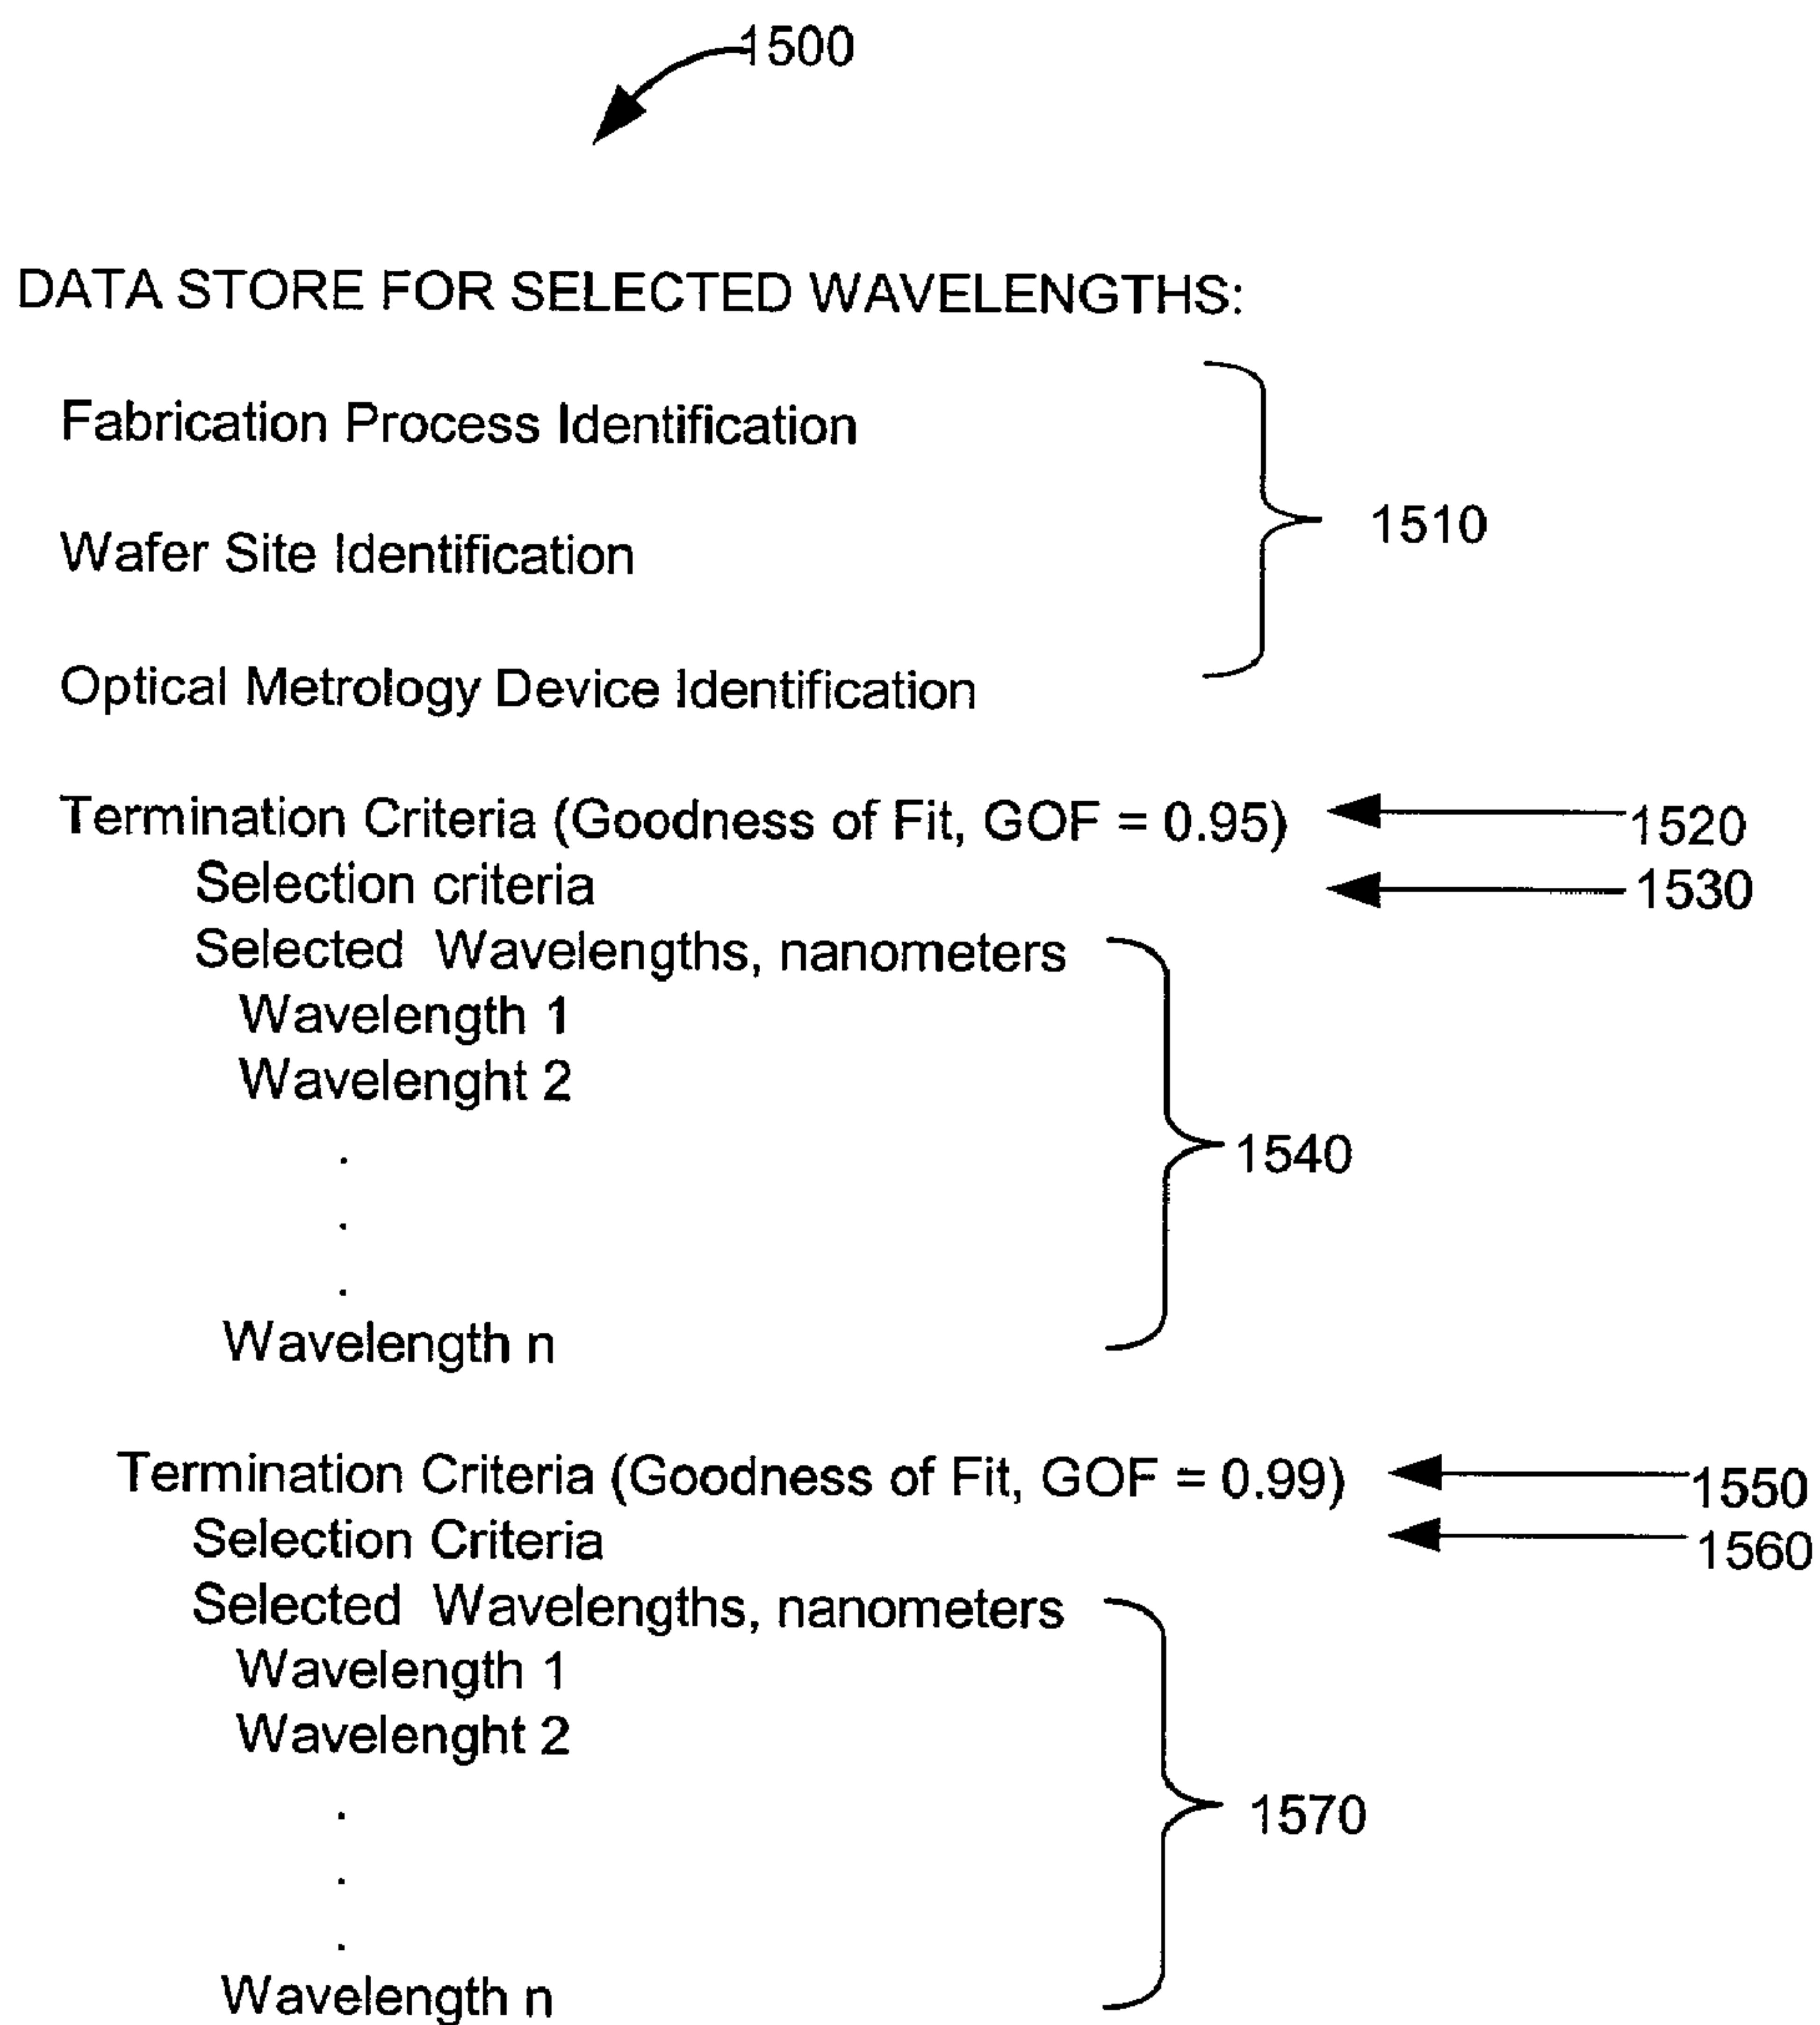 1500
DATA STORE FOR SELECTED WAVELENGTHS:
Fabrication Process Identification
Wafer Site Identification
1510
Optical Metrology Device Identification
Termination Criteria (Goodness of Fit, GOF = 0.95) 1520
Selection criteria 1530
Selected Wavelengths, nanometers
Wavelength 1
Wavelenght 2
.
1540
.
.
Wavelength n
Termination Criteria (Goodness of Fit, GOF = 0.99) 1550
Selection Criteria 1560
Selected Wavelengths, nanometers
Wavelength 1
Wavelenght 2
.
1570
.
.
Wavelength n